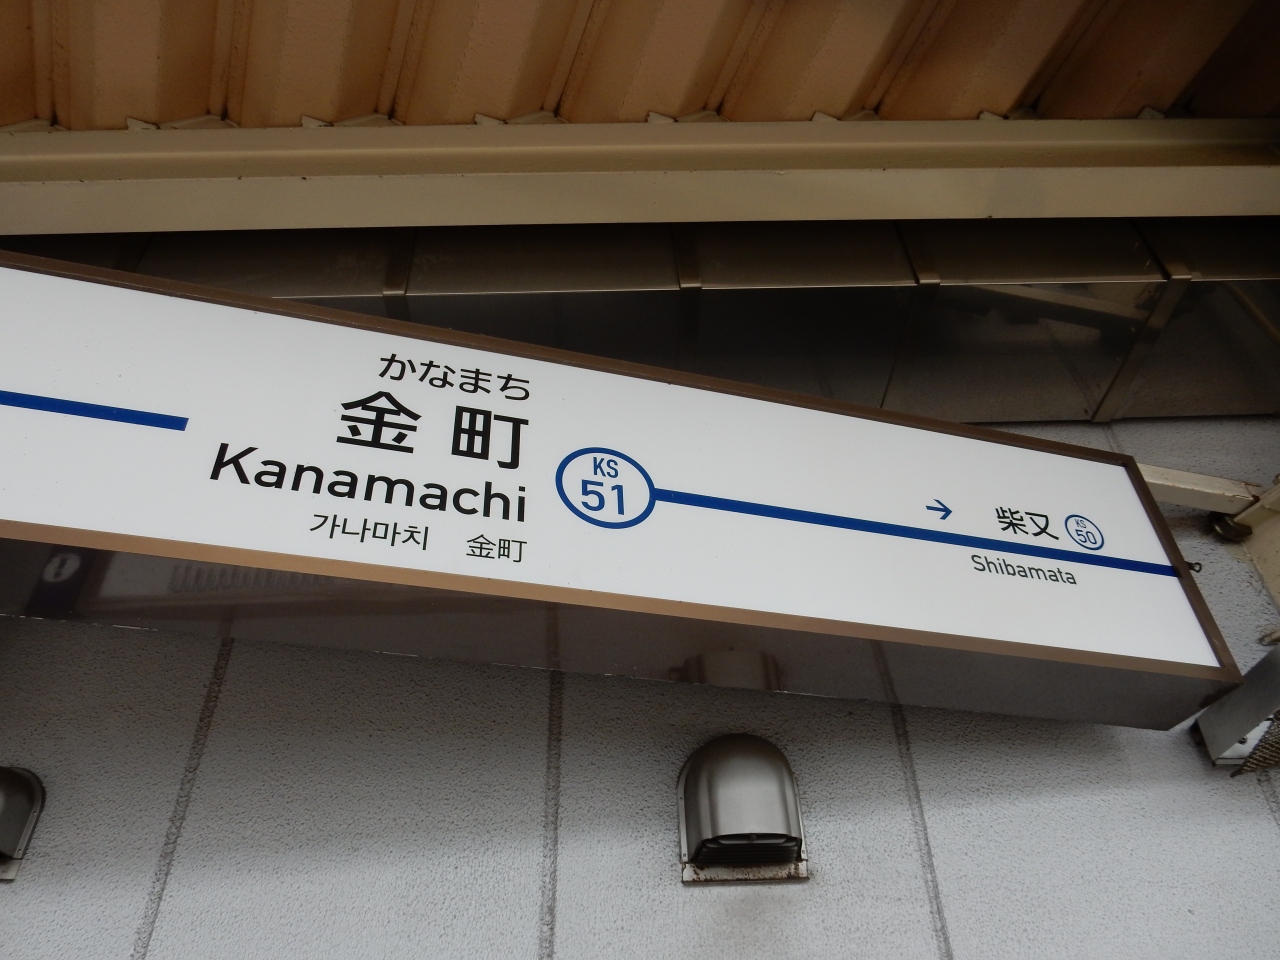 かなまち
金町
Kanamachi
가나마치 金町
KS
51
→ 柴又
KS
50
Shibamata